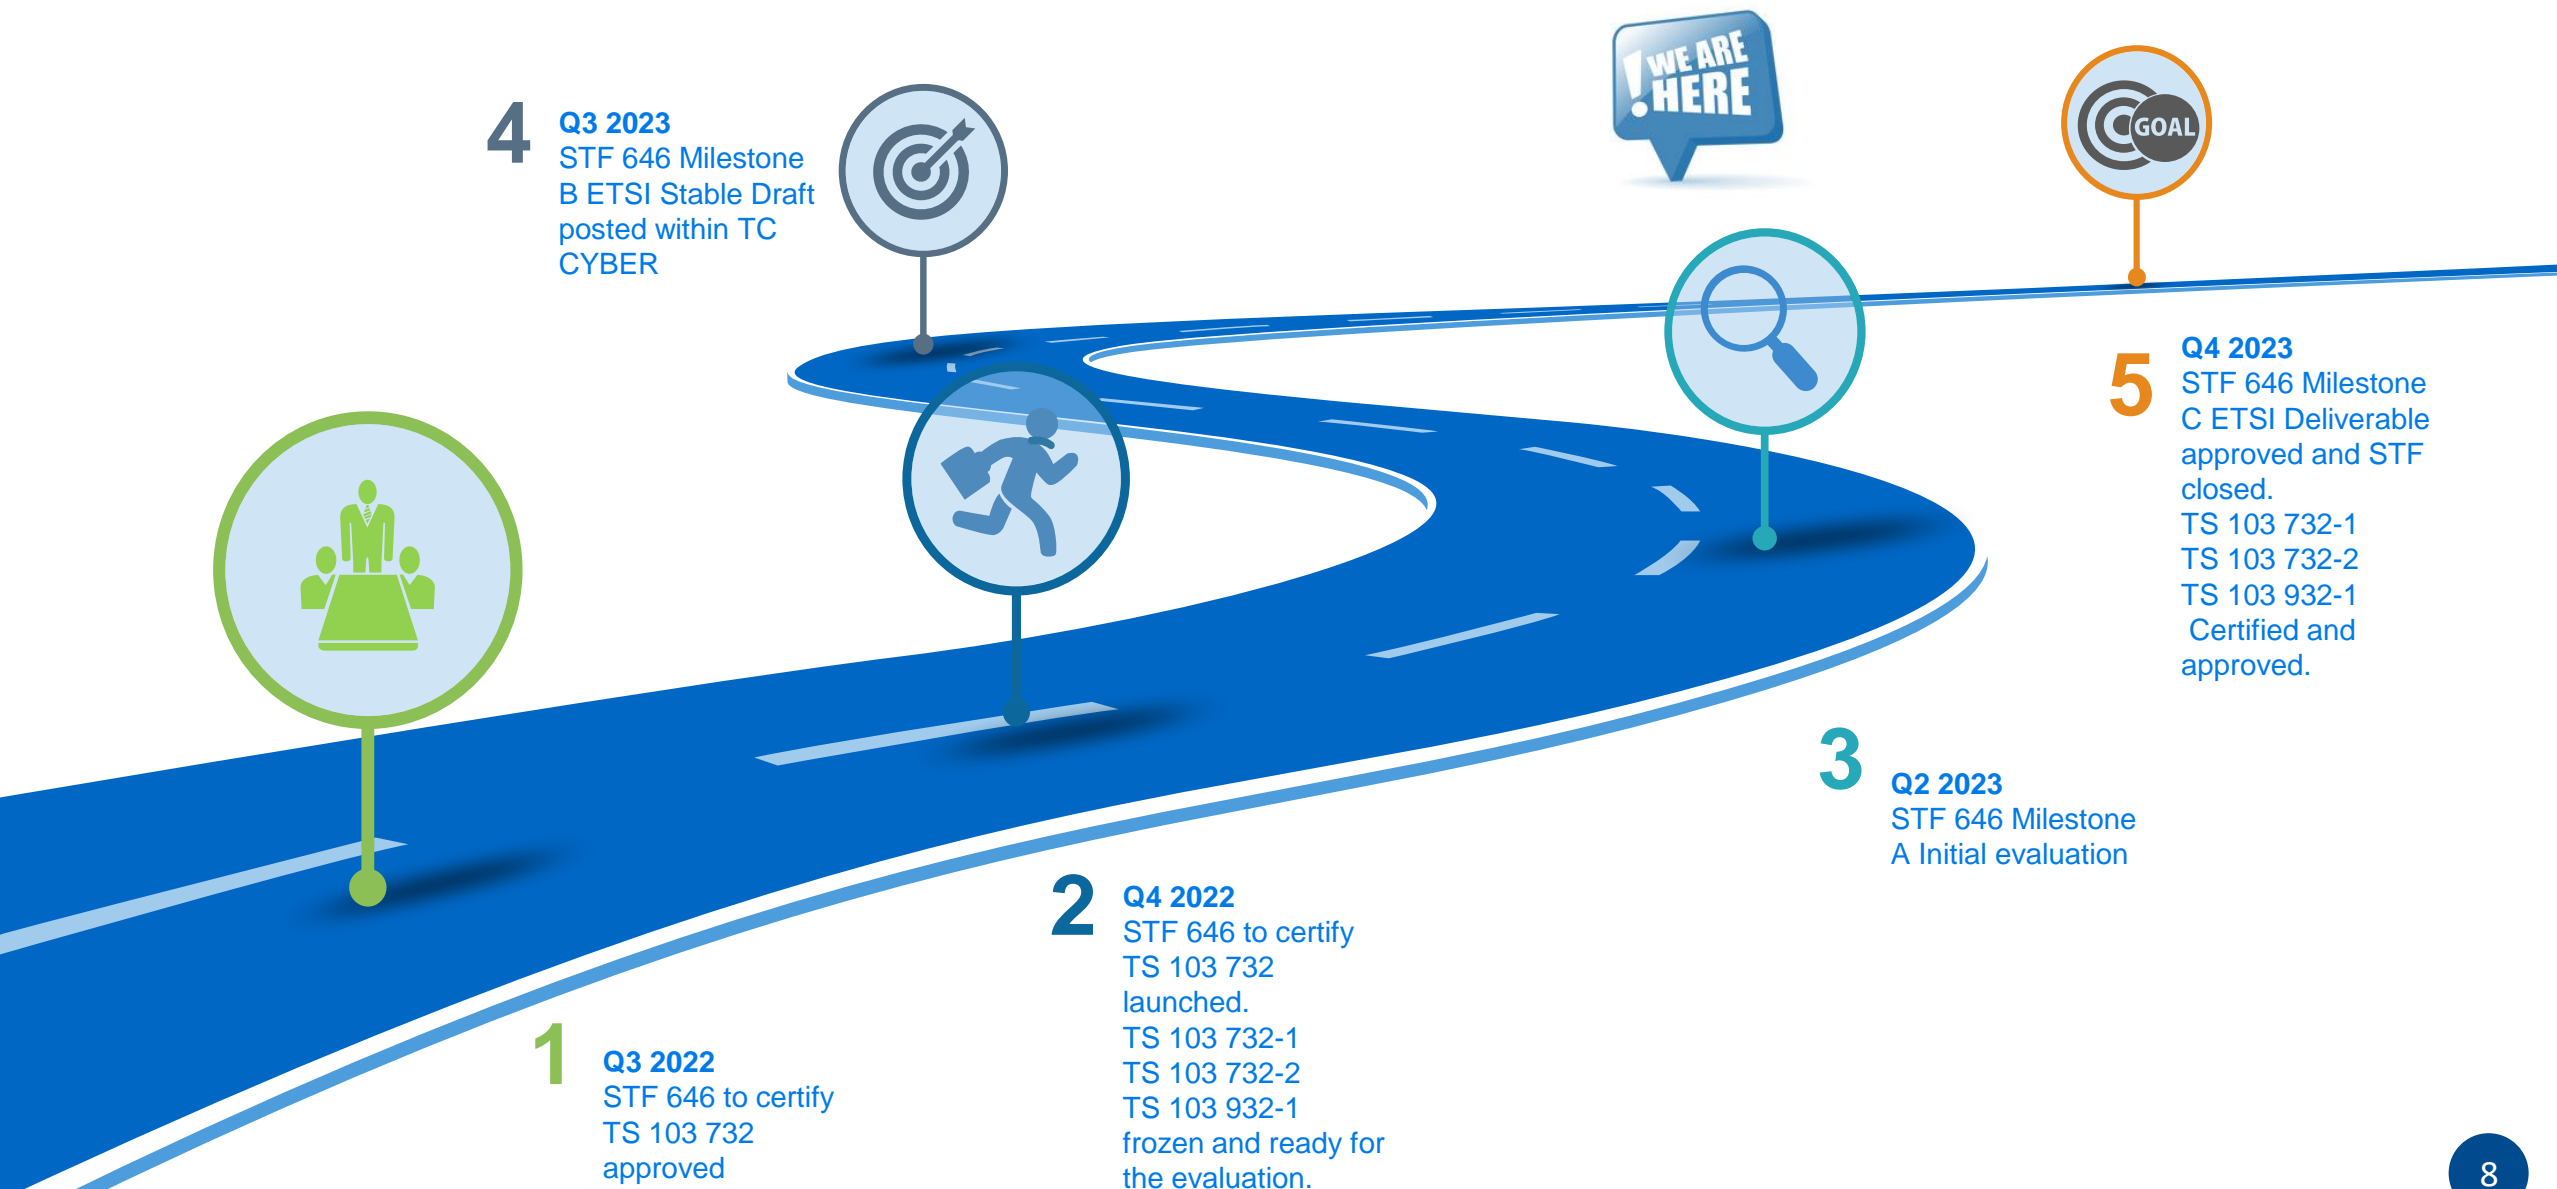 ! WE ARE
HERE
GOAL
4
Q3 2023
STF 646 Milestone
B ETSI Stable Draft
posted within TC
CYBER
5
Q4 2023
STF 646 Milestone
C ETSI Deliverable
approved and STF
closed.
TS 103 732-1
TS 103 732-2
TS 103 932-1
Certified and
approved.
3
Q2 2023
STF 646 Milestone
A Initial evaluation
2
Q4 2022
STF 646 to certify
TS 103 732
launched.
TS 103 732-1
TS 103 732-2
TS 103 932-1
frozen and ready for
the evaluation.
1
Q3 2022
STF 646 to certify
TS 103 732
approved
8